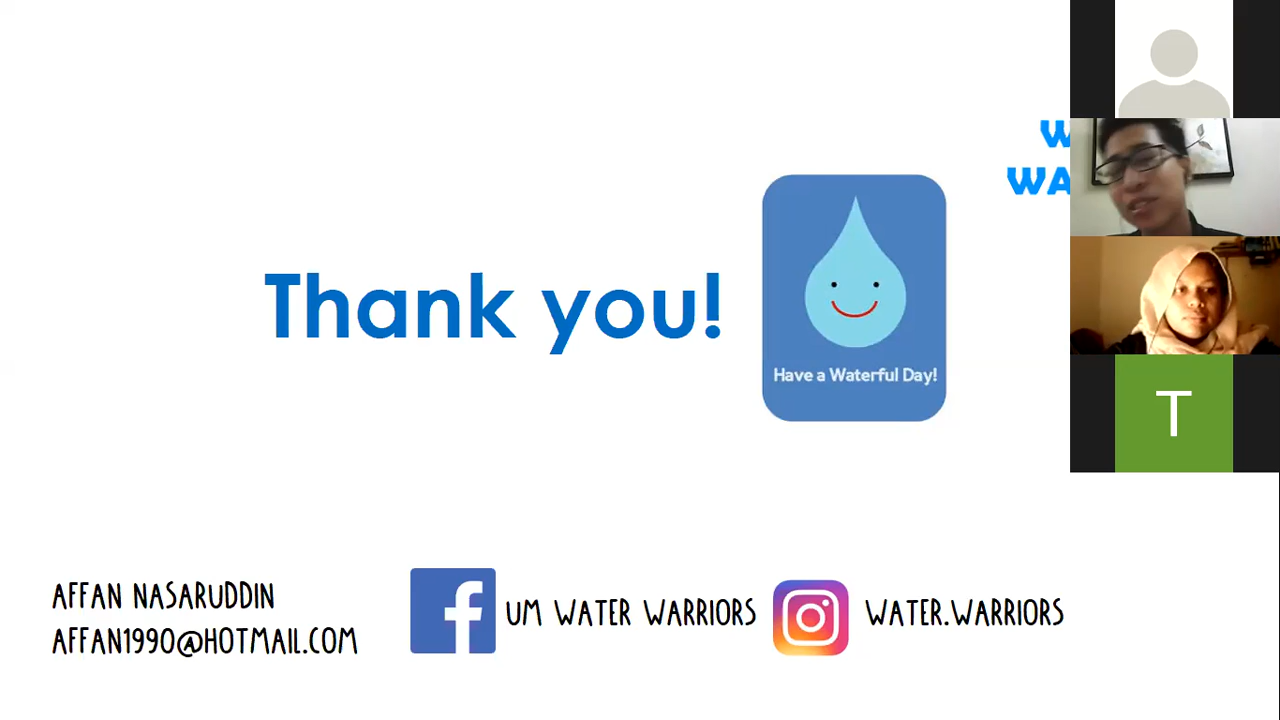 Thank you!
Have a Waterful Day!
AFFAN NASARUDDIN
AFFAN1990@HOTMAIL.COM
UM WATER WARRIORS
WATER.WARRIORS
T